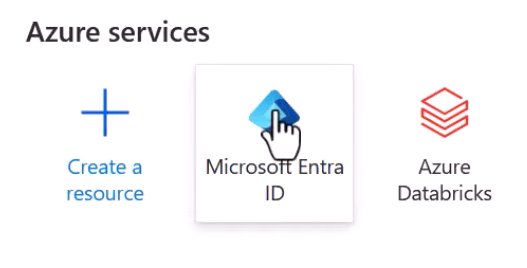 Azure services
Create a
resource
Microsoft Entra
ID
Azure
Databricks